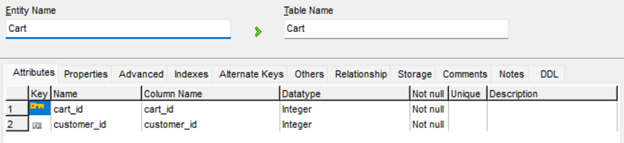 Entity Name Table Name
Cart Cart
Attributes Properties Advanced Indexes Alternate Keys Others Relationship Storage Comments Notes DDL
Key Name Column Name Datatype Not null Unique Description
1 cart_id cart_id Integer Not null
2 customer_id customer_id Integer Not null